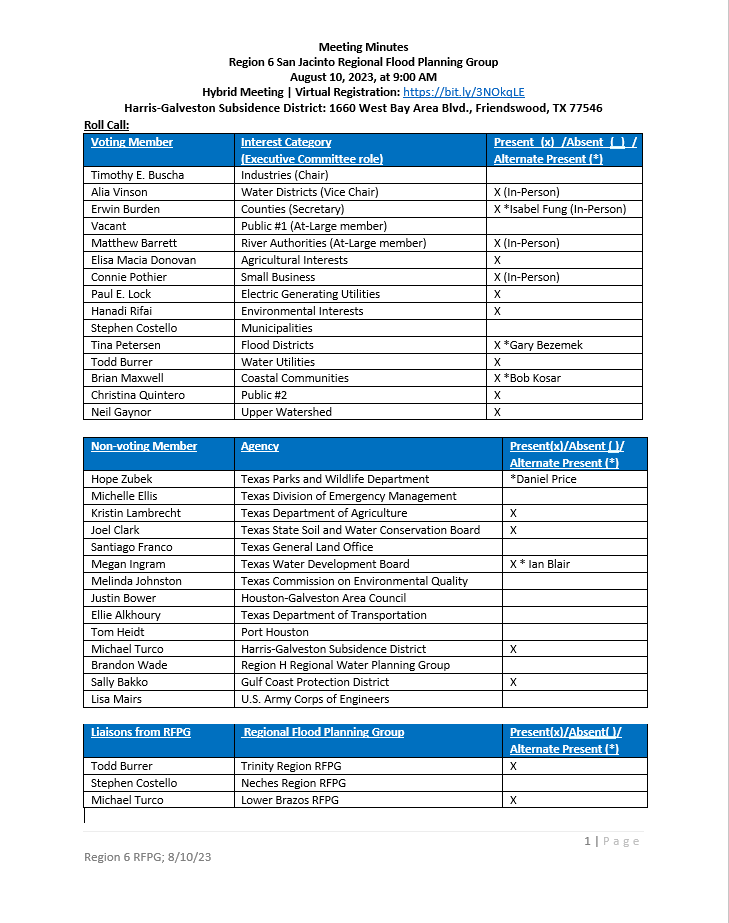 Meeting Minutes
Region 6 San Jacinto Regional Flood Planning Group
August 10, 2023, at 9:00 AM
Hybrid Meeting | Virtual Registration: https://bit.ly/3NOkqLE
Harris-Galveston Subsidence District: 1660 West Bay Area Blvd., Friendswood, TX 77546
Roll Call:
Voting Member Interest Category (Executive Committee role) Present (x) /Absent ( ) / Alternate Present (*)
Timothy E. Buscha Industries (Chair)
Alia Vinson Water Districts (Vice Chair) X (In-Person)
Erwin Burden Counties (Secretary) X *Isabel Fung (In-Person)
Vacant Public #1 (At-Large member)
Matthew Barrett River Authorities (At-Large member) X (In-Person)
Elisa Macia Donovan Agricultural Interests X
Connie Pothier Small Business X (In-Person)
Paul E. Lock Electric Generating Utilities X
Hanadi Rifai Environmental Interests X
Stephen Costello Municipalities
Tina Petersen Flood Districts X *Gary Bezemek
Todd Burrer Water Utilities X
Brian Maxwell Coastal Communities X *Bob Kosar
Christina Quintero Public #2 X
Neil Gaynor Upper Watershed X
Non-voting Member Agency Present(x)/Absent ( )/ Alternate Present (*)
Hope Zubek Texas Parks and Wildlife Department *Daniel Price
Michelle Ellis Texas Division of Emergency Management
Kristin Lambrecht Texas Department of Agriculture X
Joel Clark Texas State Soil and Water Conservation Board X
Santiago Franco Texas General Land Office
Megan Ingram Texas Water Development Board X * Ian Blair
Melinda Johnston Texas Commission on Environmental Quality
Justin Bower Houston-Galveston Area Council
Ellie Alkhoury Texas Department of Transportation
Tom Heidt Port Houston
Michael Turco Harris-Galveston Subsidence District X
Brandon Wade Region H Regional Water Planning Group
Sally Bakko Gulf Coast Protection District X
Lisa Mairs U.S. Army Corps of Engineers
Liaisons from RFPG Regional Flood Planning Group Present(x)/Absent( )/ Alternate Present (*)
Todd Burrer Trinity Region RFPG X
Stephen Costello Neches Region RFPG
Michael Turco Lower Brazos RFPG X
1 | Page
Region 6 RFPG; 8/10/23